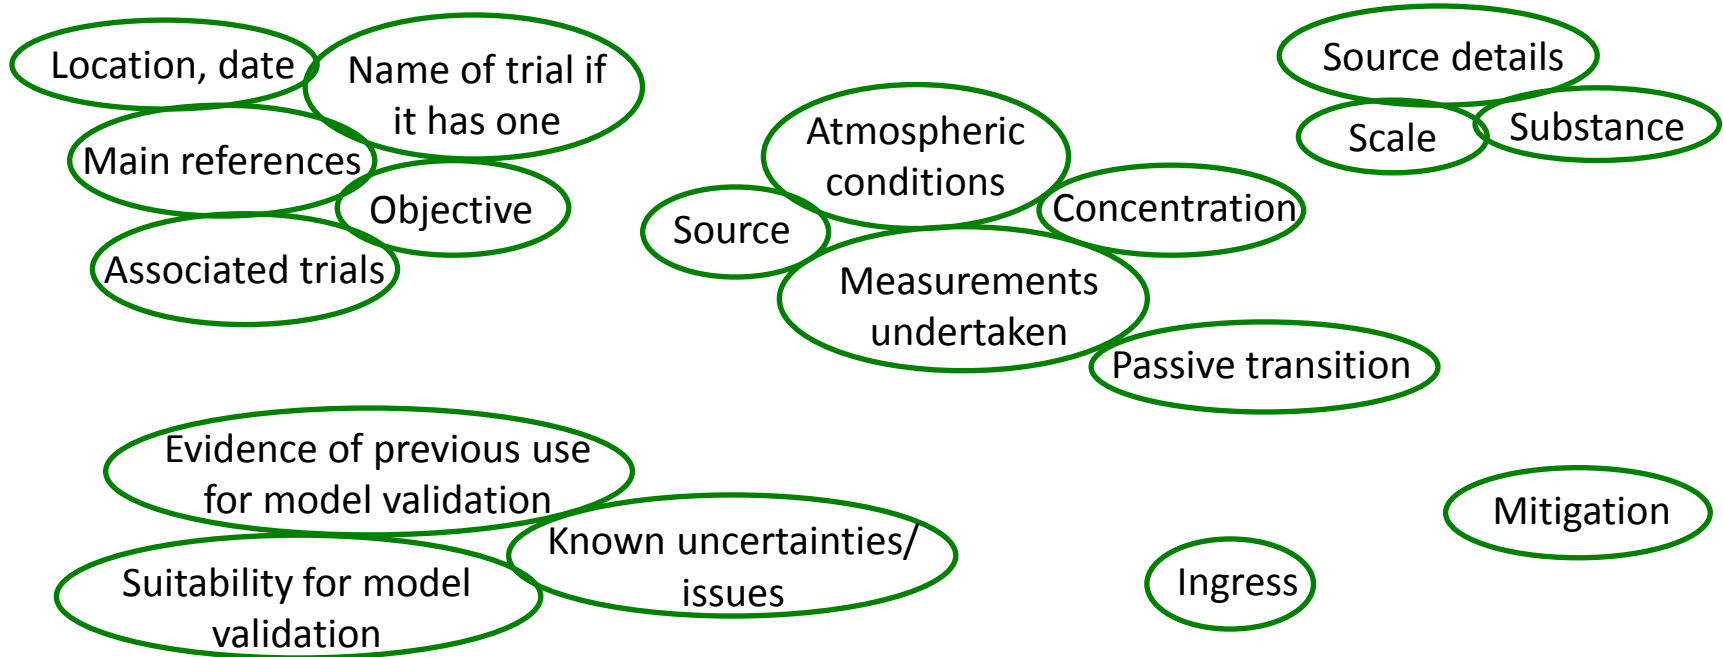 Location, date
Name of trial if
it has one
Main references
Objective
Associated trials
Atmospheric
conditions
Source
Concentration
Measurements
undertaken
Passive transition
Source details
Scale
Substance
Evidence of previous use
for model validation
Known uncertainties/
issues
Suitability for model
validation
Ingress
Mitigation